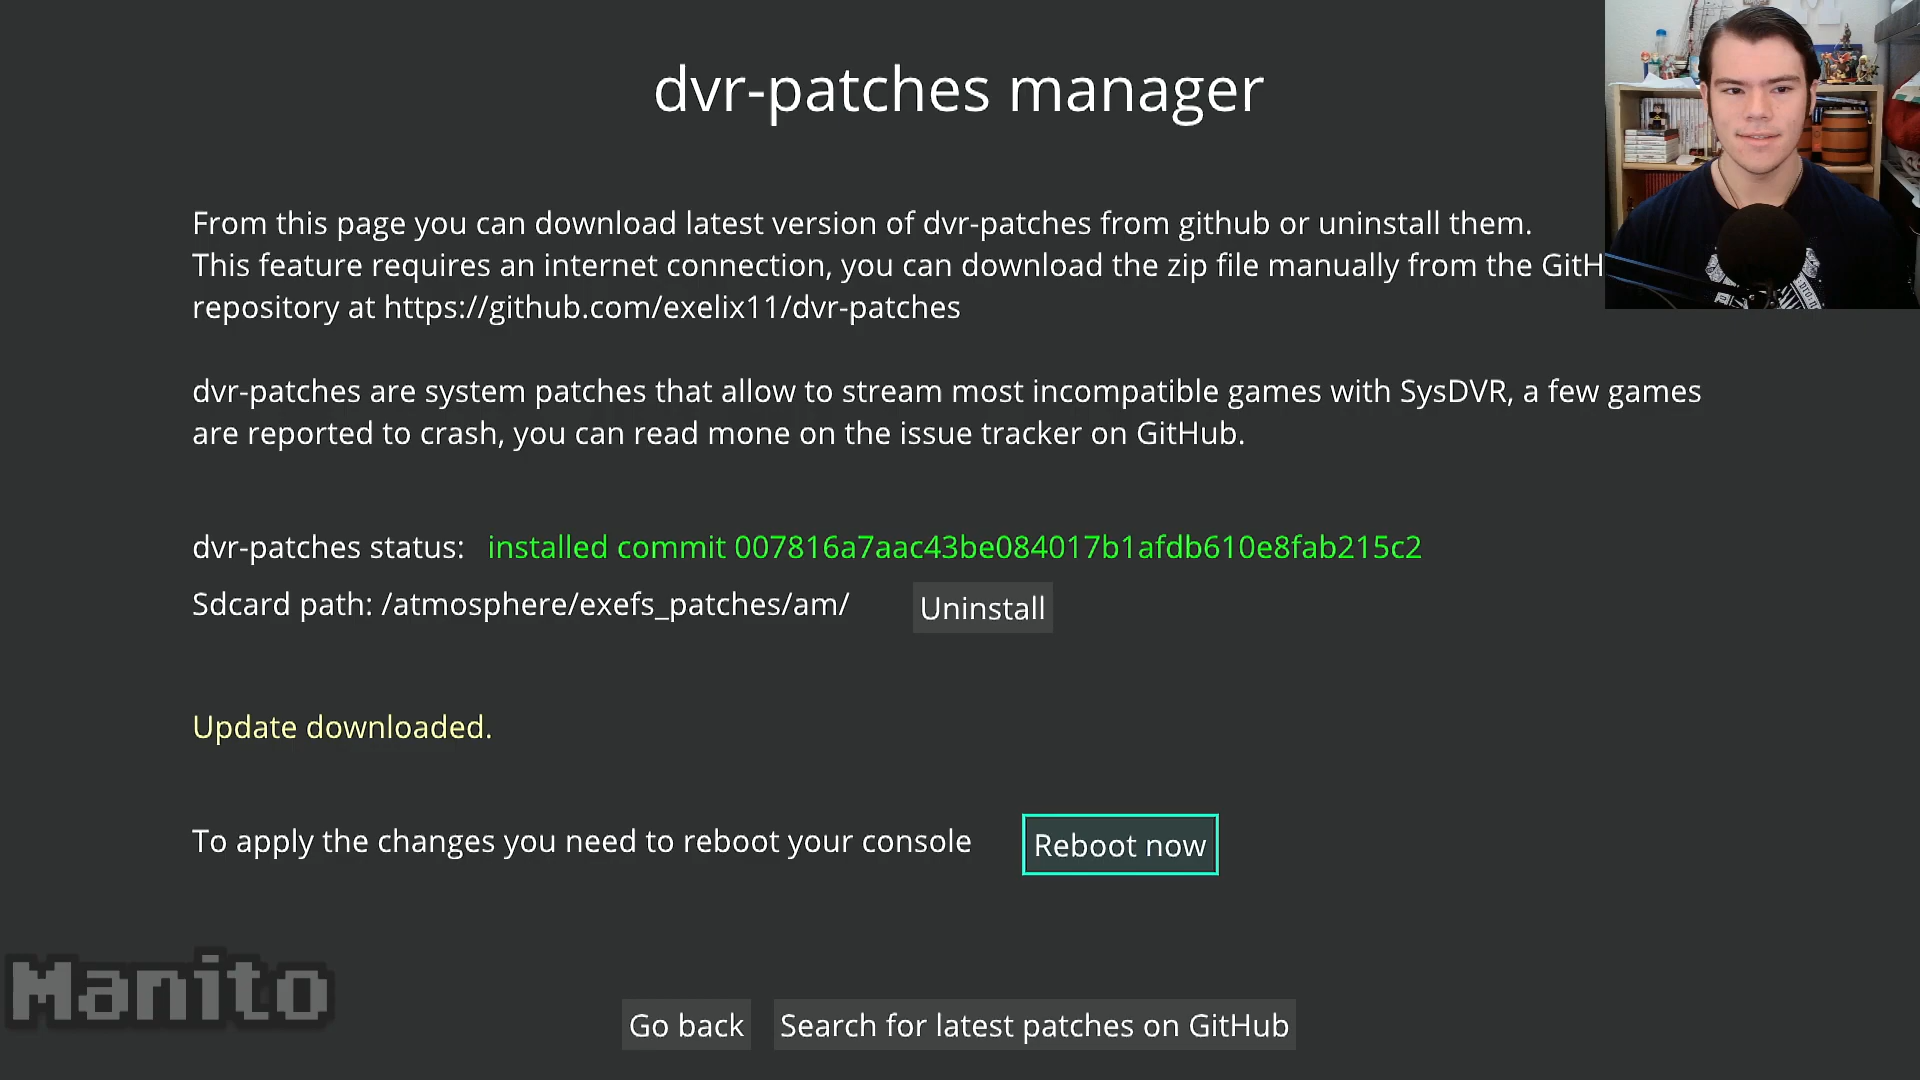 dvr-patches manager
From this page you can download latest version of dvr-patches from github or uninstall them.
This feature requires an internet connection, you can download the zip file manually from the GitH
repository at https://github.com/exelix11/dvr-patches
dvr-patches are system patches that allow to stream most incompatible games with SysDVR, a few games
are reported to crash, you can read mone on the issue tracker on GitHub.
dvr-patches status: installed commit 007816a7aac43be084017b1afdb610e8fab215c2
Sdcard path: /atmosphere/exefs_patches/am/ Uninstall
Update downloaded.
To apply the changes you need to reboot your console Reboot now
Manito
Go back Search for latest patches on GitHub